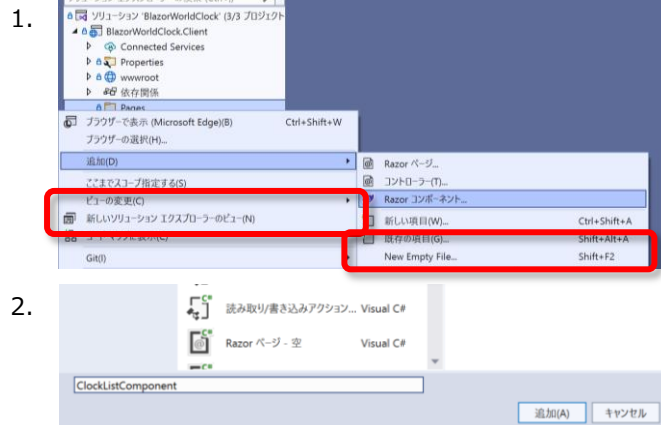 1.
ソリューション 'BlazorWorldClock' (3/3 プロジェクト
BlazorWorldClock.Client
Connected Services
Properties
wwwroot
依存関係
Pages
ブラウザーで表示 (Microsoft Edge)(B) Ctrl+Shift+W
ブラウザーの選択(H)...
追加(D)
Razor ページ...
コントローラー(T)...
ここまでスコープ指定する(S)
ビューの変更(C)
Razor コンポーネント...
新しいソリューション エクスプローラーのビュー(N)
新しい項目(W)... Ctrl+Shift+A
既存の項目(G)... Shift+Alt+A
Git(I)
New Empty File... Shift+F2
2.
読み取り/書き込みアクション... Visual C#
Razor ページ - 空 Visual C#
ClockListComponent
追加(A) キャンセル